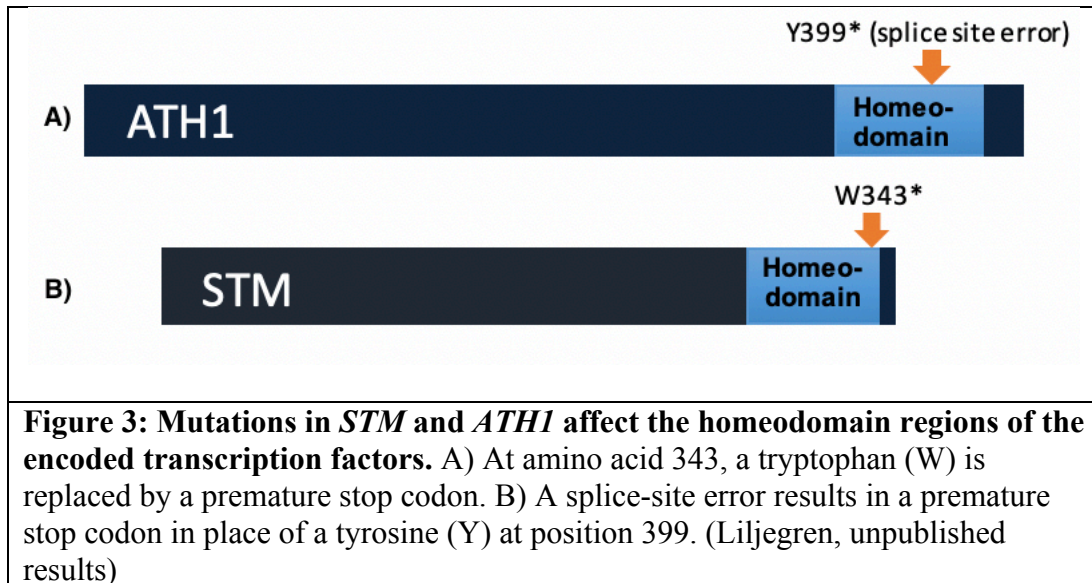 Y399* (splice site error)
A)
ATH1
Homeo-
domain
W343*
B)
STM
Homeo-
domain
Figure 3: Mutations in STM and ATH1 affect the homeodomain regions of the
encoded transcription factors. A) At amino acid 343, a tryptophan (W) is
replaced by a premature stop codon. B) A splice-site error results in a premature
stop codon in place of a tyrosine (Y) at position 399. (Liljegren, unpublished
results)